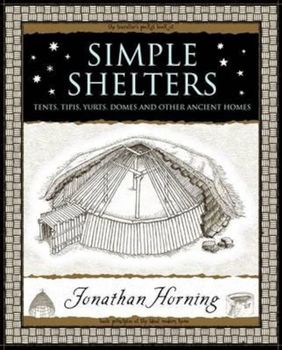 SIMPLE
SHELTERS
TENTS, TIPIS, YURTS, DOMES AND OTHER ANCIENT HOMES
Jonathan Horning